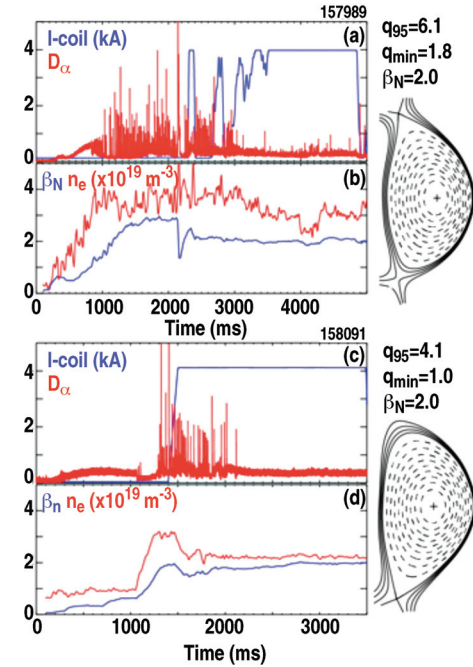 157989
I-coil (kA) (a)
Dα
4
2
0
βN ne (x10^19 m^-3) (b)
4
2
0
0 1000 2000 3000 4000
Time (ms)
q95=6.1
qmin=1.8
βN=2.0
158091
I-coil (kA) (c)
Dα
4
2
0
βn ne (x10^19 m^-3) (d)
4
2
0
0 1000 2000 3000
Time (ms)
q95=4.1
qmin=1.0
βN=2.0